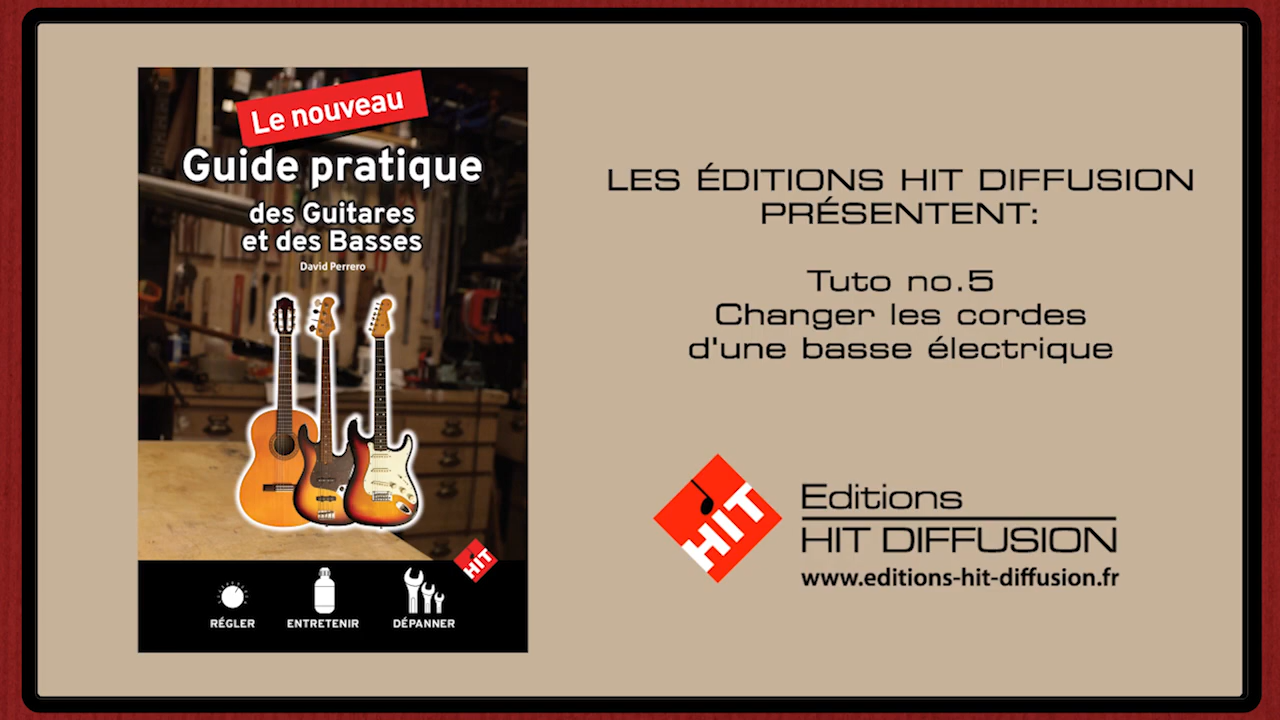 Le nouveau
Guide pratique
des Guitares
et des Basses
David Perrero
HIT
RÉGLER
ENTRETENIR
DÉPANNER
LES ÉDITIONS HIT DIFFUSION
PRÉSENTENT:
Tuto no.5
Changer les cordes
d'une basse électrique
HIT
Editions
HIT DIFFUSION
www.editions-hit-diffusion.fr